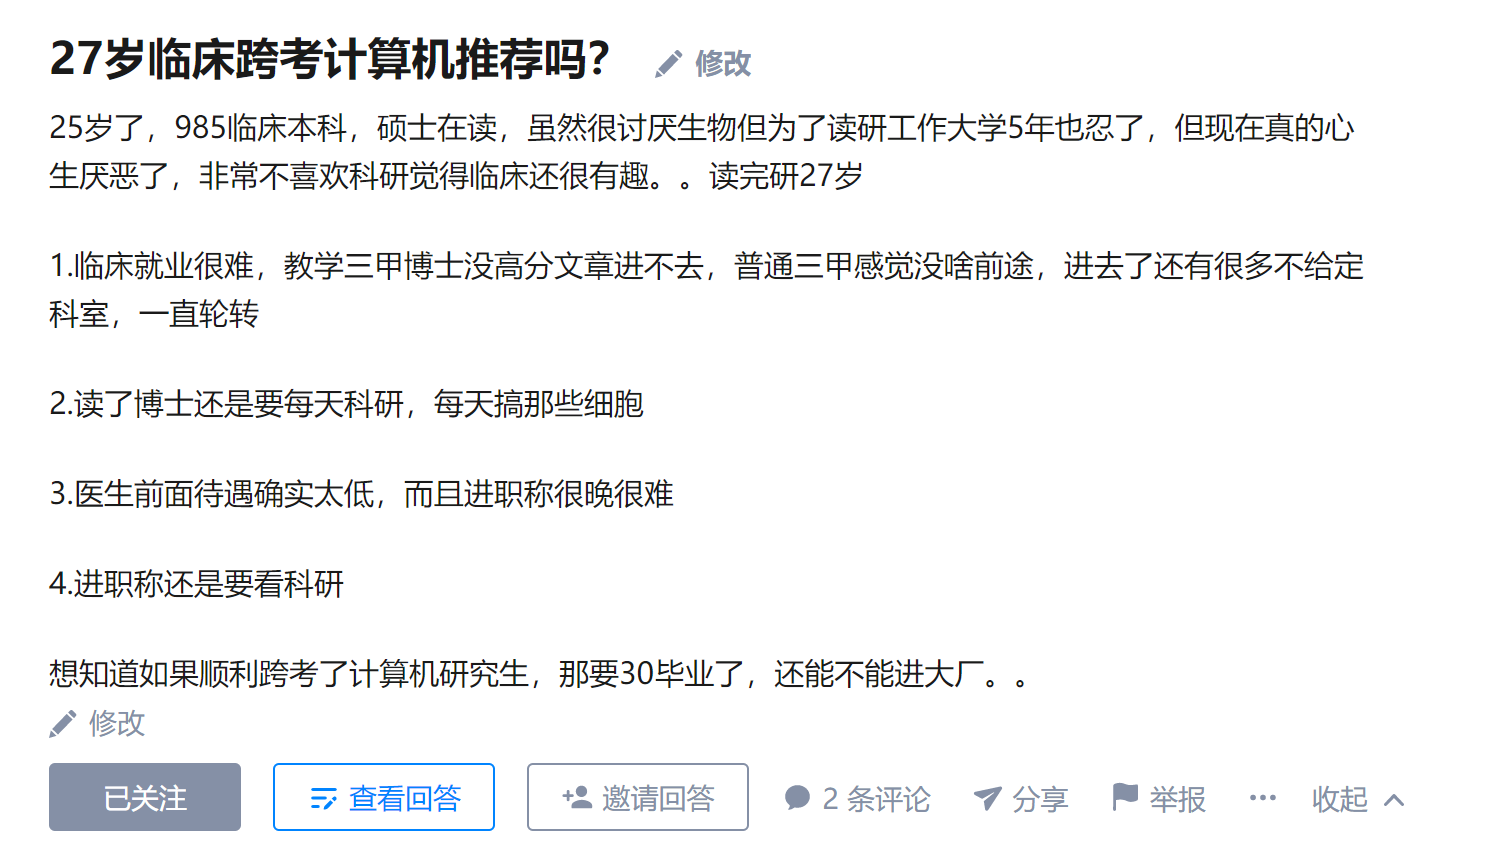 27岁临床跨考计算机推荐吗？ 修改
25岁了，985临床本科，硕士在读，虽然很讨厌生物但为了读研工作大学5年也忍了，但现在真的心
生厌恶了，非常不喜欢科研觉得临床还很有趣。。读完研27岁
1.临床就业很难，教学三甲博士没高分文章进不去，普通三甲感觉没啥前途，进去了还有很多不给定
科室，一直轮转
2.读了博士还是要每天科研，每天搞那些细胞
3.医生前面待遇确实太低，而且进职称很晚很难
4.进职称还是要看科研
想知道如果顺利跨考了计算机研究生，那要30毕业了，还能不能进大厂。。
修改
已关注 查看回答 邀请回答 2 条评论 分享 举报 ··· 收起